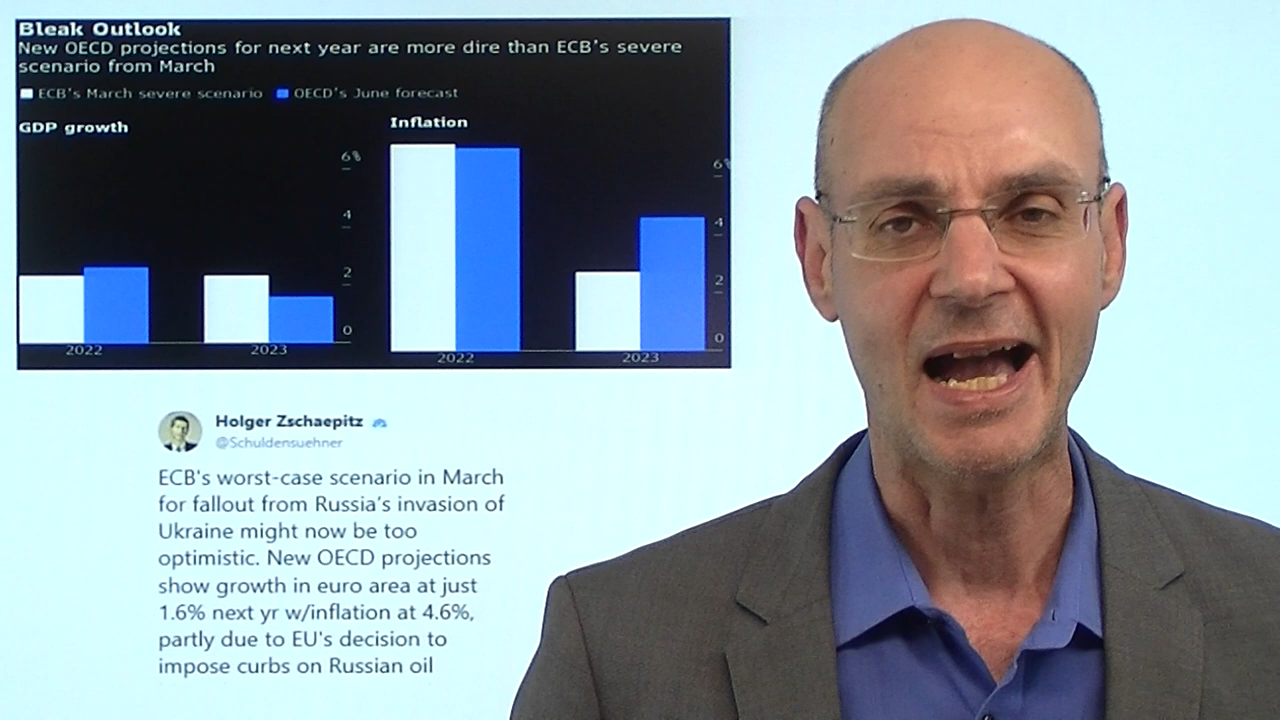 Bleak Outlook
New OECD projections for next year are more dire than ECB's severe
scenario from March
ECB's March severe scenario OECD's June forecast
GDP growth
Inflation
6%
4
2
0
2022 2023
6%
4
2
0
2022 2023
Holger Zschaepitz
@Schuldensuehner
ECB's worst-case scenario in March
for fallout from Russia's invasion of
Ukraine might now be too
optimistic. New OECD projections
show growth in euro area at just
1.6% next yr w/inflation at 4.6%,
partly due to EU's decision to
impose curbs on Russian oil